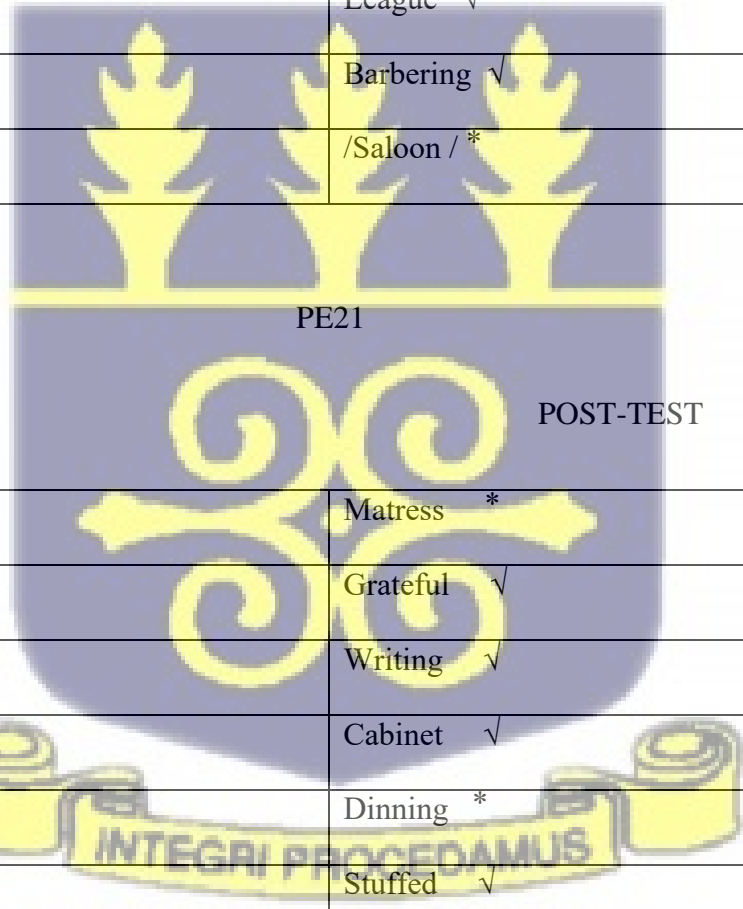 League √
Barbering √
/Saloon / *
PE21
POST-TEST
Matress *
Grateful √
Writing √
Cabinet √
Dinning *
INTEGRI PROCEDAMUS
Stuffed √